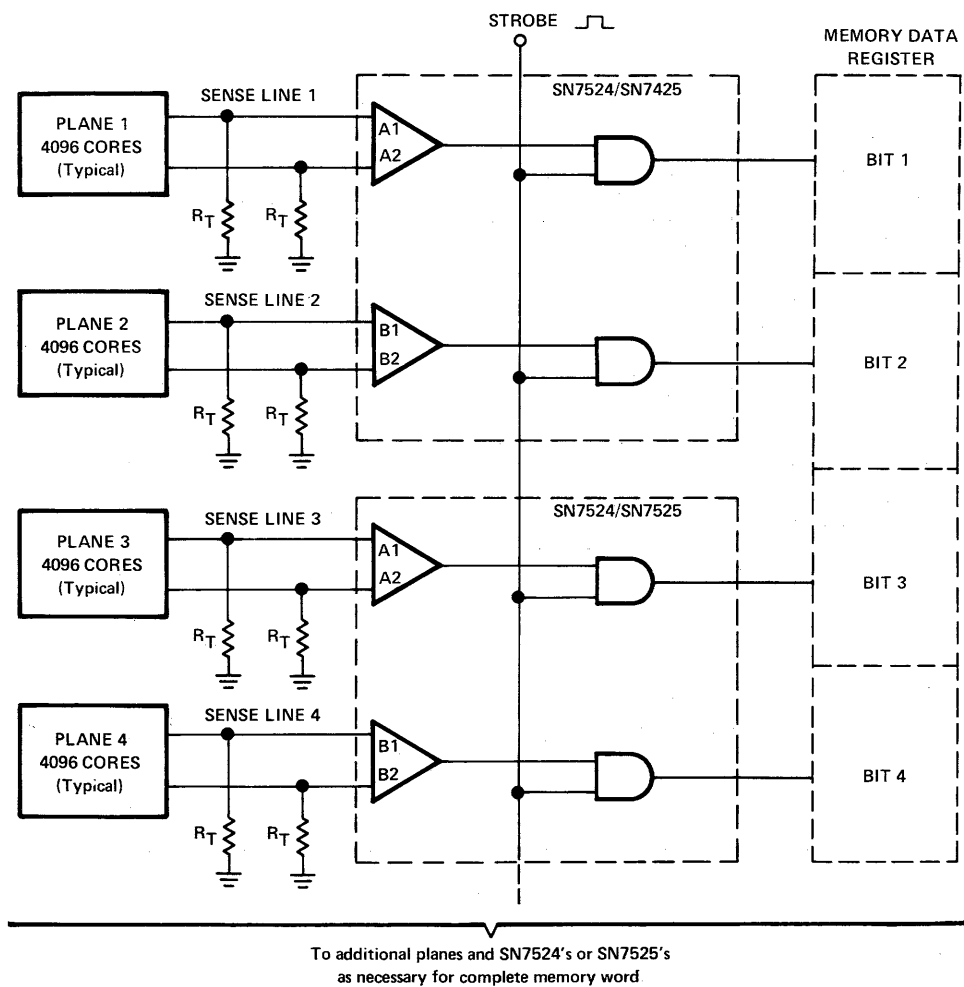 STROBE
MEMORY DATA
REGISTER
SENSE LINE 1
SN7524/SN7425
PLANE 1
4096 CORES
(Typical)
A1
A2
BIT 1
RT
RT
SENSE LINE 2
PLANE 2
4096 CORES
(Typical)
B1
B2
BIT 2
RT
RT
SENSE LINE 3
SN7524/SN7525
PLANE 3
4096 CORES
(Typical)
A1
A2
BIT 3
RT
RT
SENSE LINE 4
PLANE 4
4096 CORES
(Typical)
B1
B2
BIT 4
RT
RT
To additional planes and SN7524's or SN7525's
as necessary for complete memory word